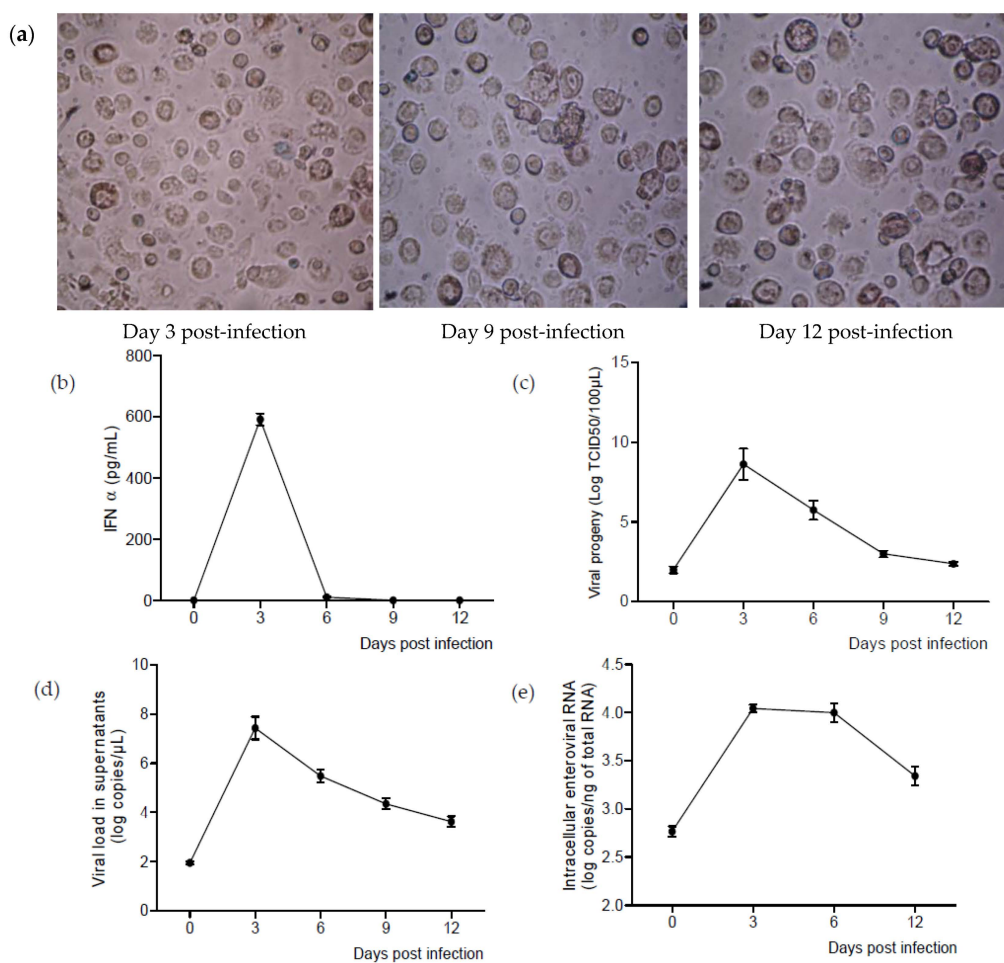 (a)
Day 3 post-infection
Day 9 post-infection
Day 12 post-infection
(b)
IFN α (pg/mL)
800
600
400
200
0
0 3 6 9 12
Days post infection
(c)
Viral progeny (Log TCID50/100µL)
15
10
5
0
0 3 6 9 12
Days post infection
(d)
Viral load in supernatants
(log copies/µL)
10
8
6
4
2
0
0 3 6 9 12
Days post infection
(e)
Intracellular enteroviral RNA
(log copies/ng of total RNA)
4.5
4.0
3.5
3.0
2.5
2.0
0 3 6 12
Days post infection